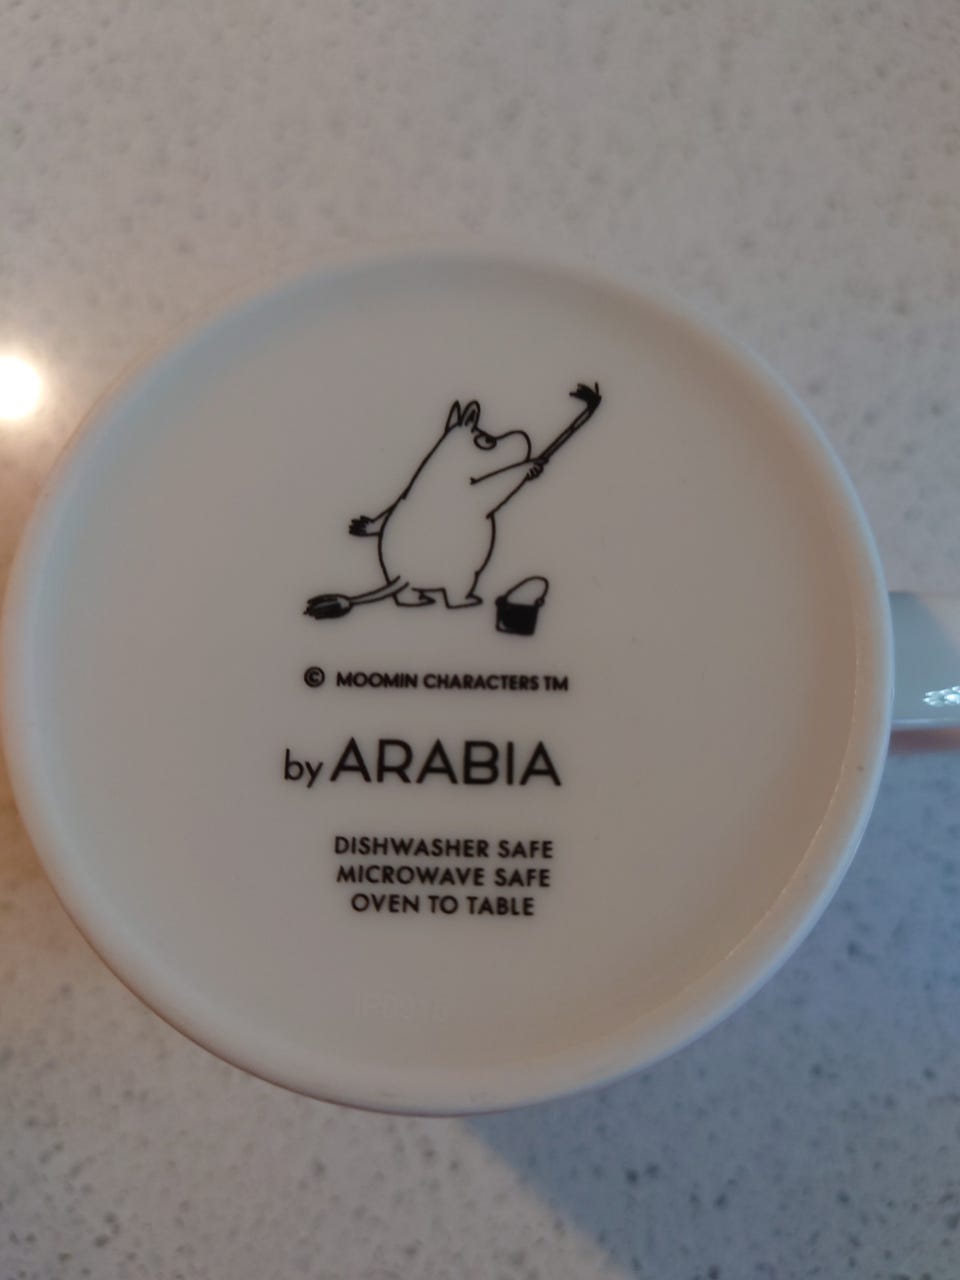 © MOOMIN CHARACTERS TM
by ARABIA
DISHWASHER SAFE
MICROWAVE SAFE
OVEN TO TABLE